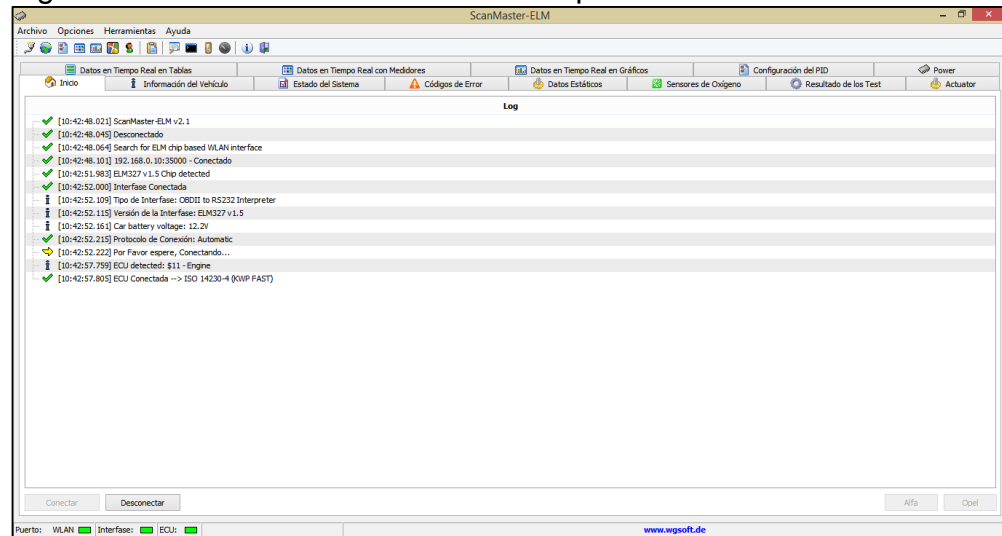 ScanMaster-ELM
Archivo Opciones Herramientas Ayuda
Datos en Tiempo Real en Tablas Datos en Tiempo Real con Medidores Datos en Tiempo Real en Gráficos Configuración del PID Power
Inicio Información del Vehículo Estado del Sistema Códigos de Error Datos Estáticos Sensores de Oxígeno Resultado de los Test Actuator
Log
[10:42:48.021] ScanMaster-ELM v2.1
[10:42:48.045] Desconectado
[10:42:48.064] Search for ELM chip based WLAN interface
[10:42:48.101] 192.168.0.10:35000 - Conectado
[10:42:51.983] ELM327 v1.5 Chip detected
[10:42:52.000] Interfase Conectada
[10:42:52.109] Tipo de Interfase: OBDII to RS232 Interpreter
[10:42:52.115] Versión de la Interfase: ELM327 v1.5
[10:42:52.161] Car battery voltage: 12.2V
[10:42:52.215] Protocolo de Conexión: Automatic
[10:42:52.222] Por Favor espere, Conectando...
[10:42:57.759] ECU detected: $11 - Engine
[10:42:57.805] ECU Conectada --> ISO 14230-4 (KWP FAST)
Conectar Desconectar Alfa Opel
Puerto: WLAN Interfase: ECU: www.wgsoft.de